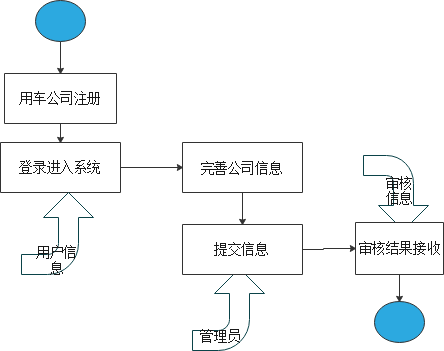 用车公司注册
登录进入系统
完善公司信息
审核
信息
用户信
息
提交信息
审核结果接收
管理员